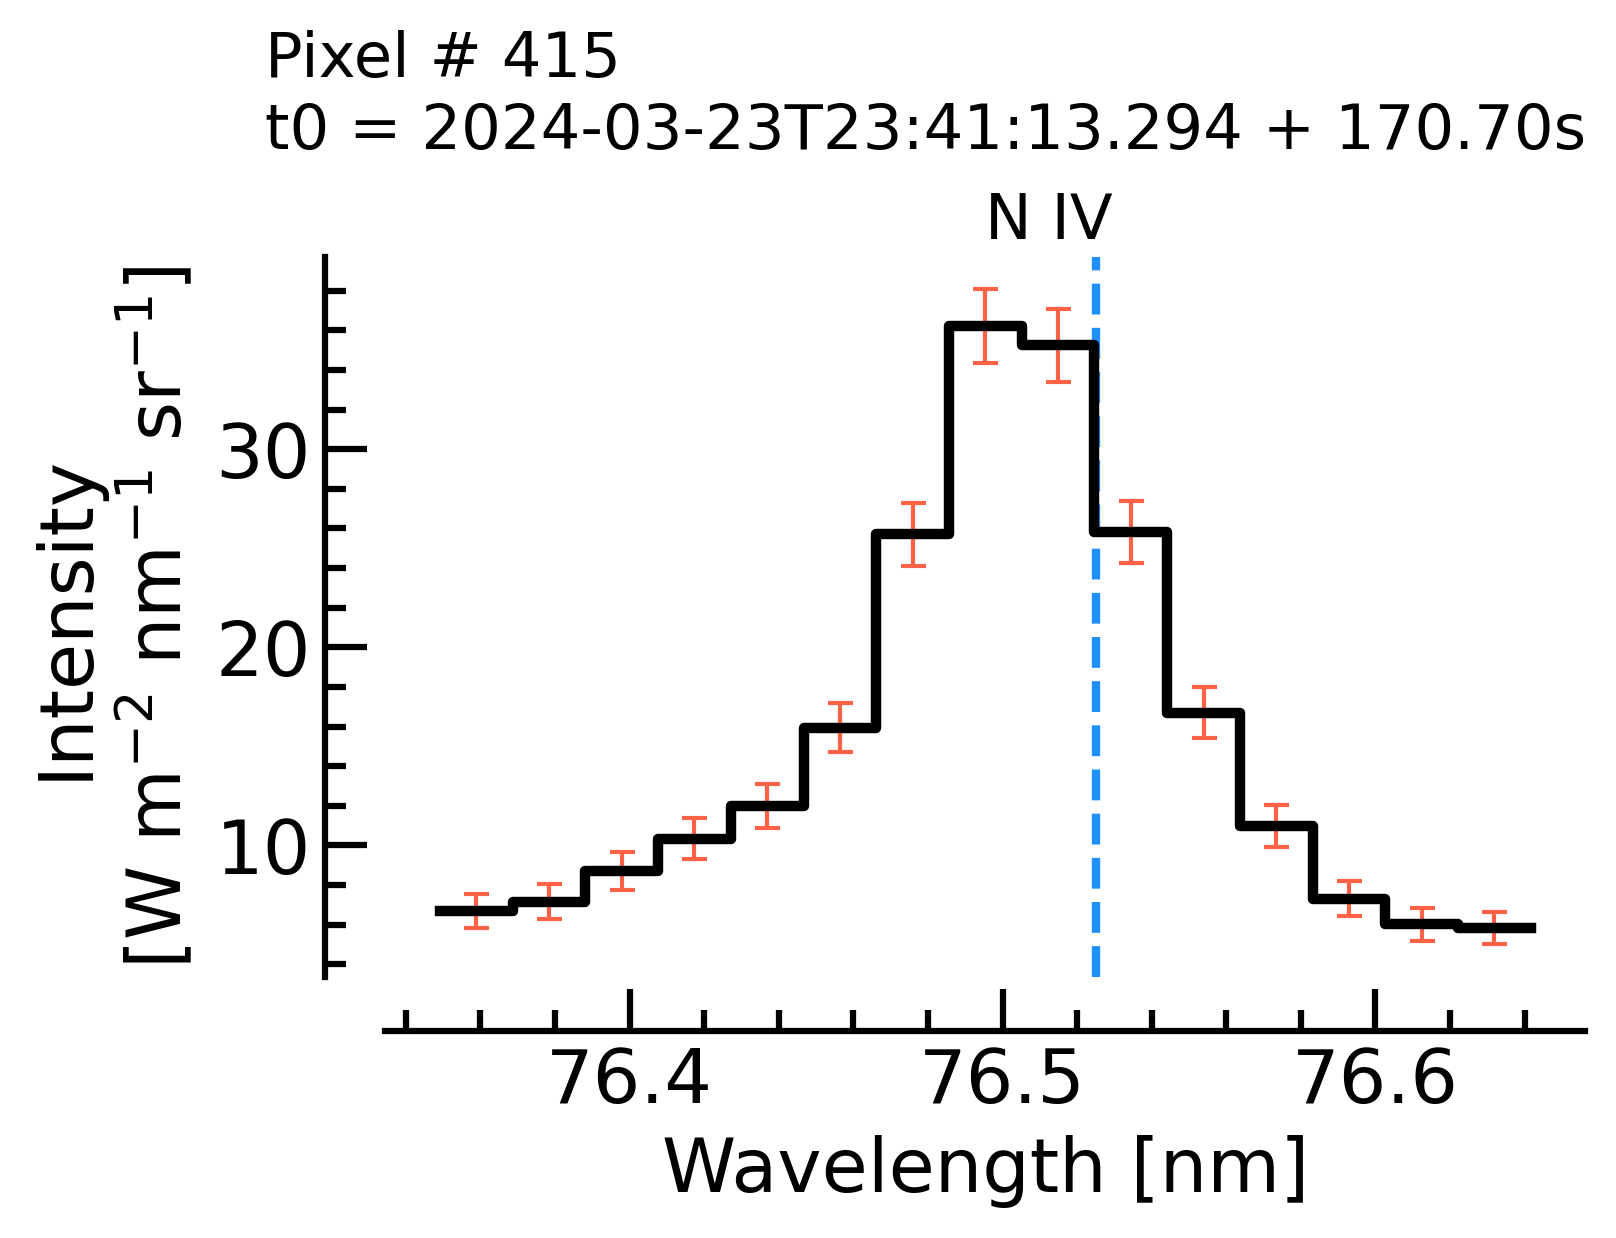 Pixel # 415
t0 = 2024-03-23T23:41:13.294 + 170.70s
N IV
Intensity
[W m⁻² nm⁻¹ sr⁻¹]
30
20
10
76.4 76.5 76.6
Wavelength [nm]